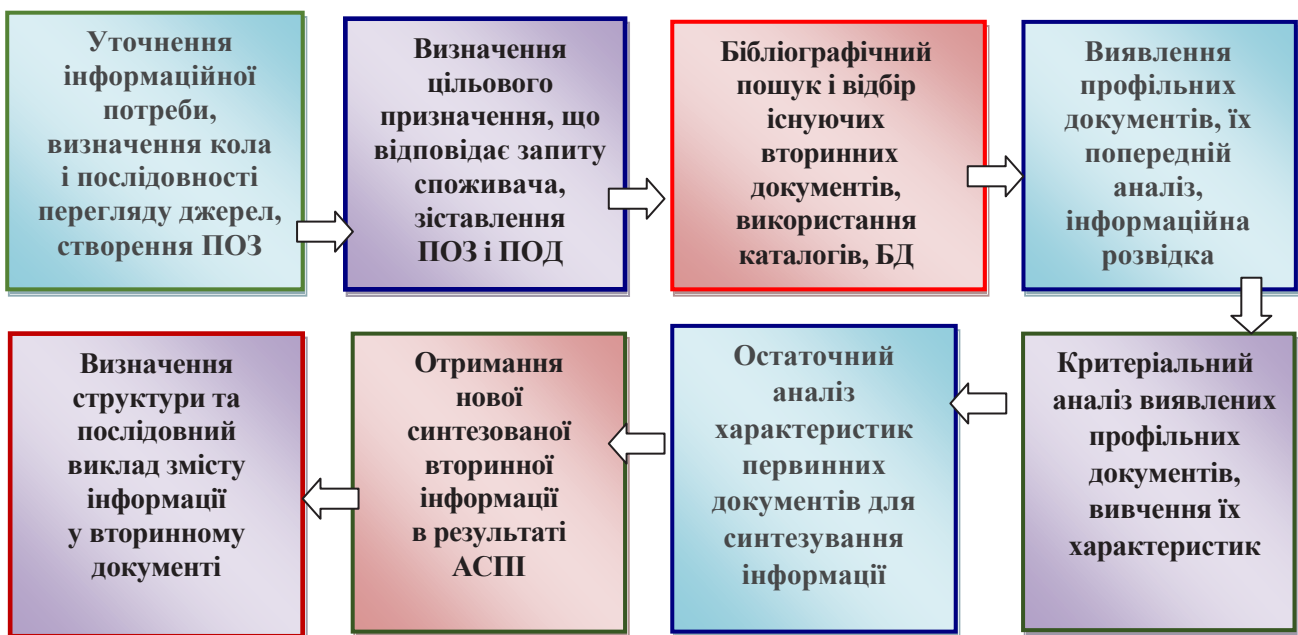 Уточнення
інформаційної
потреби,
визначення кола
і послідовності
перегляду джерел,
створення ПОЗ
Визначення
цільового
призначення, що
відповідає запиту
споживача,
зіставлення
ПОЗ і ПОД
Бібліографічний
пошук і відбір
існуючих
вторинних
документів,
використання
каталогів, БД
Виявлення
профільних
документів, їх
попередній
аналіз,
інформаційна
розвідка
Критеріальний
аналіз виявлених
профільних
документів,
вивчення їх
характеристик
Остаточний
аналіз
характеристик
первинних
документів для
синтезування
інформації
Отримання
нової
синтезованої
вторинної
інформації
в результаті
АСПІ
Визначення
структури та
послідовний
виклад змісту
інформації
у вторинному
документі